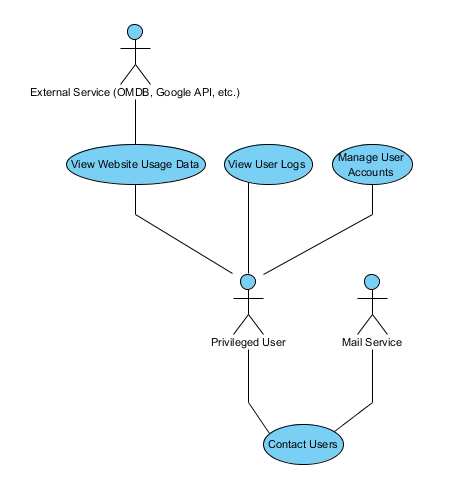 External Service (OMDB, Google API, etc.)
View Website Usage Data
View User Logs
Manage User
Accounts
Privileged User
Mail Service
Contact Users